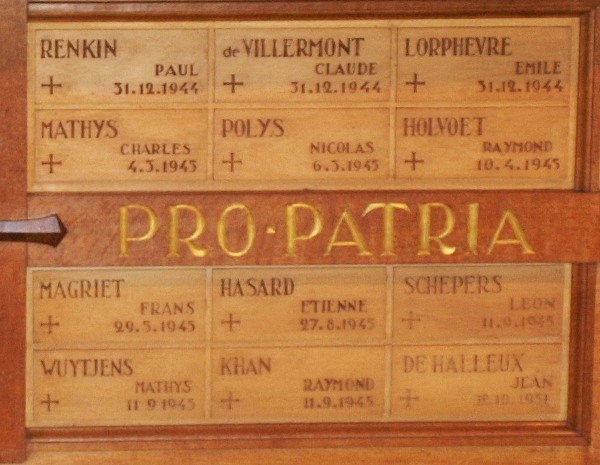 RENKIN
PAUL
31.12.1944
de VILLERMONT
CLAUDE
31.12.1944
LORPHEVRE
EMILE
31.12.1944
MATHYS
CHARLES
4.3.1945
POLYS
NICOLAS
6.3.1945
HOLVOET
RAYMOND
10.4.1945
PRO·PATRIA
MAGRIET
FRANS
29.5.1945
HASARD
ETIENNE
27.8.1945
SCHEPERS
LEON
11.9.1945
WUYTJENS
MATHYS
11.9.1945
KHAN
RAYMOND
11.9.1945
DE HALLEUX
JEAN